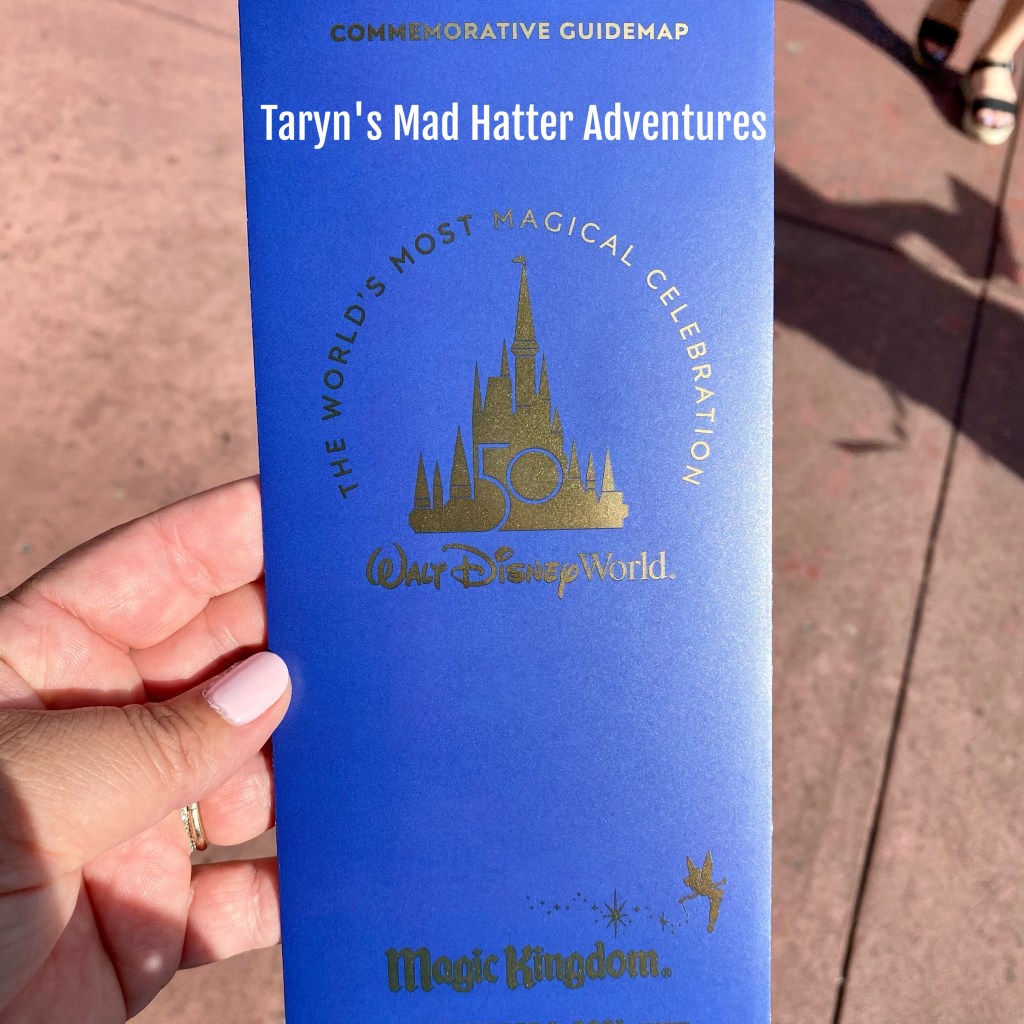 COMMEMORATIVE GUIDEMAP
Taryn's Mad Hatter Adventures
THE WORLD'S MOST MAGICAL CELEBRATION
50
WALT DISNEY World®
Magic Kingdom®